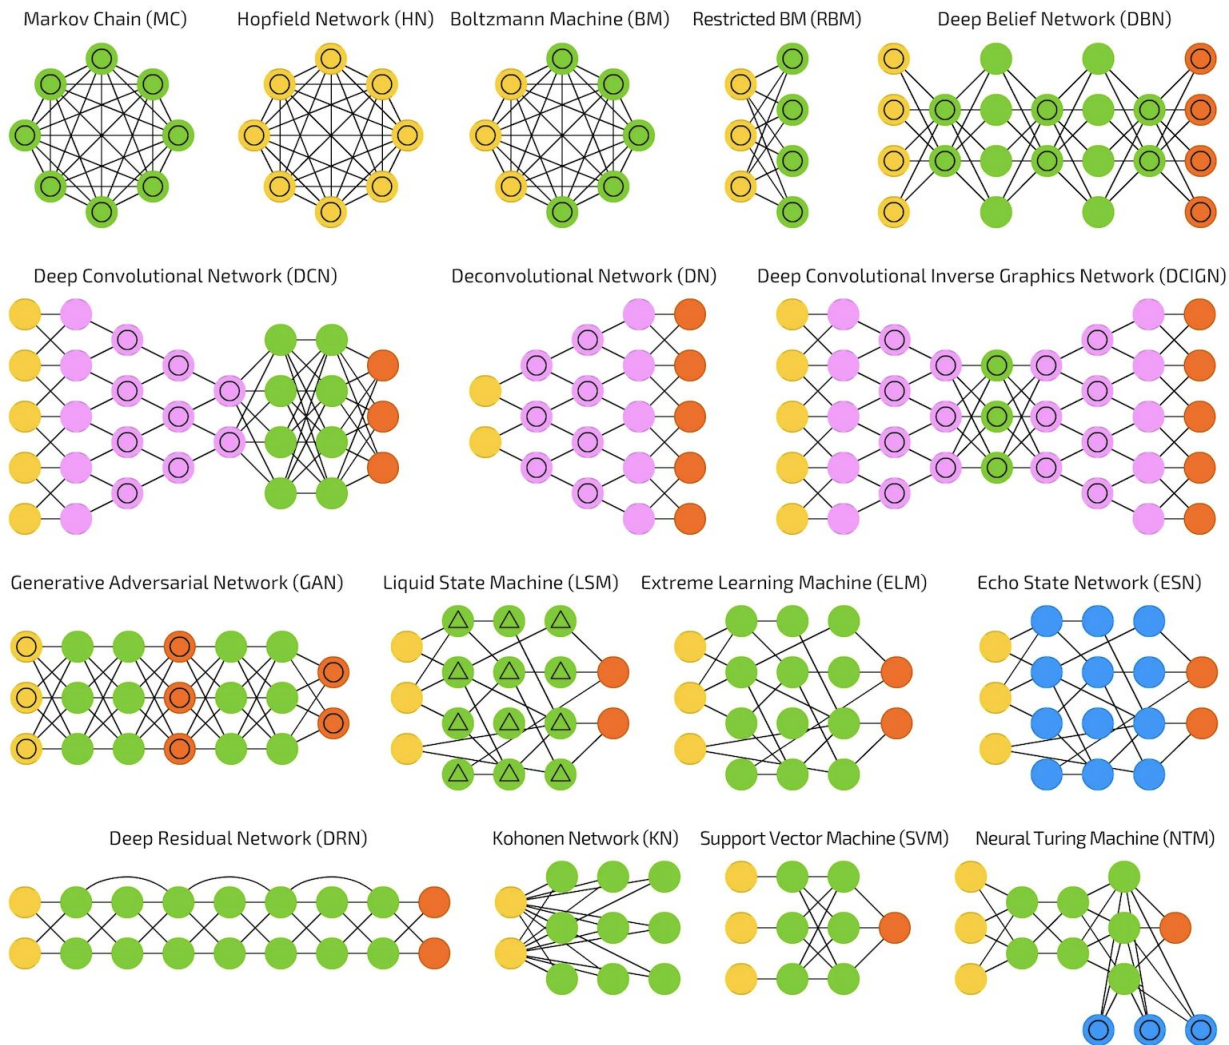 Markov Chain (MC)
Hopfield Network (HN)
Boltzmann Machine (BM)
Restricted BM (RBM)
Deep Belief Network (DBN)
Deep Convolutional Network (DCN)
Deconvolutional Network (DN)
Deep Convolutional Inverse Graphics Network (DCIGN)
Generative Adversarial Network (GAN)
Liquid State Machine (LSM)
Extreme Learning Machine (ELM)
Echo State Network (ESN)
Deep Residual Network (DRN)
Kohonen Network (KN)
Support Vector Machine (SVM)
Neural Turing Machine (NTM)